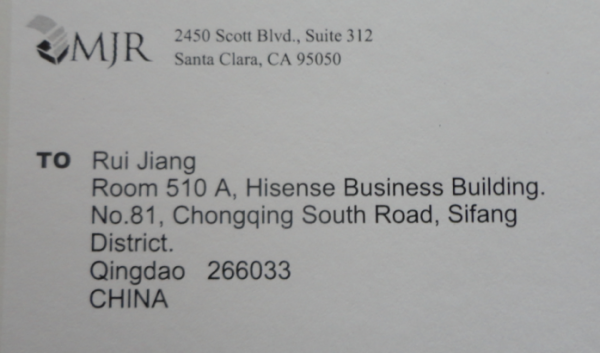 MJR
2450 Scott Blvd., Suite 312
Santa Clara, CA 95050
TO Rui Jiang
Room 510 A, Hisense Business Building.
No.81, Chongqing South Road, Sifang
District.
Qingdao 266033
CHINA